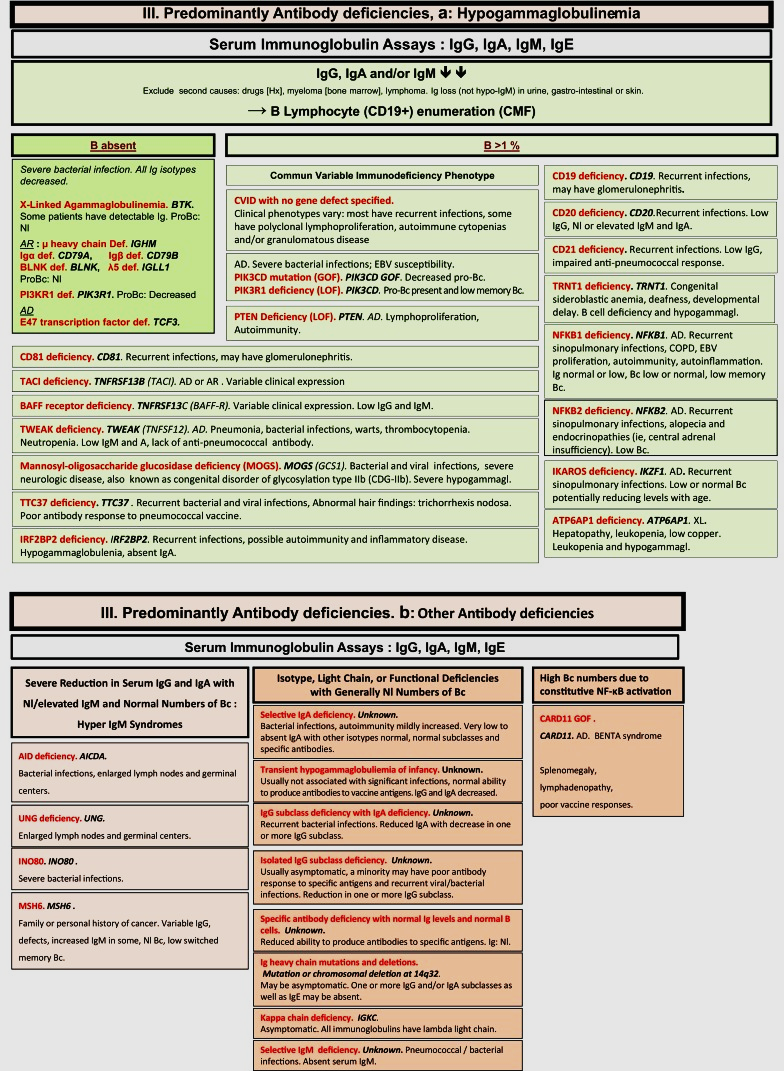 III. Predominantly Antibody deficiencies, a: Hypogammaglobulinemia
Serum Immunoglobulin Assays : IgG, IgA, IgM, IgE
IgG, IgA and/or IgM 🡻 🡻
Exclude second causes: drugs [Hx], myeloma [bone marrow], lymphoma. Ig loss (not hypo-IgM) in urine, gastro-intestinal or skin.
→ B Lymphocyte (CD19+) enumeration (CMF)
B absent
Severe bacterial infection. All Ig isotypes
decreased.
X-Linked Agammaglobulinemia. BTK.
Some patients have detectable Ig. ProBc:
Nl
AR : µ heavy chain Def. IGHM
Igα def. CD79A, Igβ def. CD79B
BLNK def. BLNK, λ5 def. IGLL1
ProBc: Nl
PI3KR1 def. PIK3R1. ProBc: Decreased
AD
E47 transcription factor def. TCF3.
B >1 %
Commun Variable Immunodeficiency Phenotype
CVID with no gene defect specified.
Clinical phenotypes vary: most have recurrent infections, some
have polyclonal lymphoproliferation, autoimmune cytopenias
and/or granulomatous disease
AD. Severe bacterial infections; EBV susceptibility.
PIK3CD mutation (GOF). PIK3CD GOF. Decreased pro-Bc.
PIK3R1 deficiency (LOF). PIK3CD. Pro-Bc present and low memory Bc.
PTEN Deficiency (LOF). PTEN. AD. Lymphoproliferation,
Autoimmunity.
CD81 deficiency. CD81. Recurrent infections, may have glomerulonephritis.
TACI deficiency. TNFRSF13B (TACI). AD or AR . Variable clinical expression
BAFF receptor deficiency. TNFRSF13C (BAFF-R). Variable clinical expression. Low IgG and IgM.
TWEAK deficiency. TWEAK (TNFSF12). AD. Pneumonia, bacterial infections, warts, thrombocytopenia.
Neutropenia. Low IgM and A, lack of anti-pneumococcal antibody.
Mannosyl-oligosaccharide glucosidase deficiency (MOGS). MOGS (GCS1). Bacterial and viral infections, severe
neurologic disease, also known as congenital disorder of glycosylation type IIb (CDG-IIb). Severe hypogammagl.
TTC37 deficiency. TTC37 . Recurrent bacterial and viral infections, Abnormal hair findings: trichorrhexis nodosa.
Poor antibody response to pneumococcal vaccine.
IRF2BP2 deficiency. IRF2BP2. Recurrent infections, possible autoimmunity and inflammatory disease.
Hypogammaglobulenia, absent IgA.
CD19 deficiency. CD19. Recurrent infections,
may have glomerulonephritis.
CD20 deficiency. CD20.Recurrent infections. Low
IgG, Nl or elevated IgM and IgA.
CD21 deficiency. Recurrent infections. Low IgG,
impaired anti-pneumococcal response.
TRNT1 deficiency. TRNT1. Congenital
sideroblastic anemia, deafness, developmental
delay. B cell deficiency and hypogammagl.
NFKB1 deficiency. NFKB1. AD. Recurrent
sinopulmonary infections, COPD, EBV
proliferation, autoimmunity, autoinflammation.
Ig normal or low, Bc low or normal, low memory
Bc.
NFKB2 deficiency. NFKB2. AD. Recurrent
sinopulmonary infections, alopecia and
endocrinopathies (ie, central adrenal
insufficiency). Low Bc.
IKAROS deficiency. IKZF1. AD. Recurrent
sinopulmonary infections. Low or normal Bc
potentially reducing levels with age.
ATP6AP1 deficiency. ATP6AP1. XL.
Hepatopathy, leukopenia, low copper.
Leukopenia and hypogammagl.
III. Predominantly Antibody deficiencies. b: Other Antibody deficiencies
Serum Immunoglobulin Assays : IgG, IgA, IgM, IgE
Severe Reduction in Serum IgG and IgA with
Nl/elevated IgM and Normal Numbers of Bc :
Hyper IgM Syndromes
AID deficiency. AICDA.
Bacterial infections, enlarged lymph nodes and germinal
centers.
UNG deficiency. UNG.
Enlarged lymph nodes and germinal centers.
INO80. INO80 .
Severe bacterial infections.
MSH6. MSH6 .
Family or personal history of cancer. Variable IgG,
defects, increased IgM in some, Nl Bc, low switched
memory Bc.
Isotype, Light Chain, or Functional Deficiencies
with Generally Nl Numbers of Bc
Selective IgA deficiency. Unknown.
Bacterial infections, autoimmunity mildly increased. Very low to
absent IgA with other isotypes normal, normal subclasses and
specific antibodies.
Transient hypogammaglobuliemia of infancy. Unknown.
Usually not associated with significant infections, normal ability
to produce antibodies to vaccine antigens. IgG and IgA decreased.
IgG subclass deficiency with IgA deficiency. Unknown.
Recurrent bacterial infections. Reduced IgA with decrease in one
or more IgG subclass.
Isolated IgG subclass deficiency. Unknown.
Usually asymptomatic, a minority may have poor antibody
response to specific antigens and recurrent viral/bacterial
infections. Reduction in one or more IgG subclass.
Specific antibody deficiency with normal Ig levels and normal B
cells. Unknown.
Reduced ability to produce antibodies to specific antigens. Ig: Nl.
Ig heavy chain mutations and deletions.
Mutation or chromosomal deletion at 14q32.
May be asymptomatic. One or more IgG and/or IgA subclasses as
well as IgE may be absent.
Kappa chain deficiency. IGKC.
Asymptomatic. All immunoglobulins have lambda light chain.
Selective IgM deficiency. Unknown. Pneumococcal / bacterial
infections. Absent serum IgM.
High Bc numbers due to
constitutive NF-κB activation
CARD11 GOF .
CARD11. AD. BENTA syndrome
Splenomegaly,
lymphadenopathy,
poor vaccine responses.